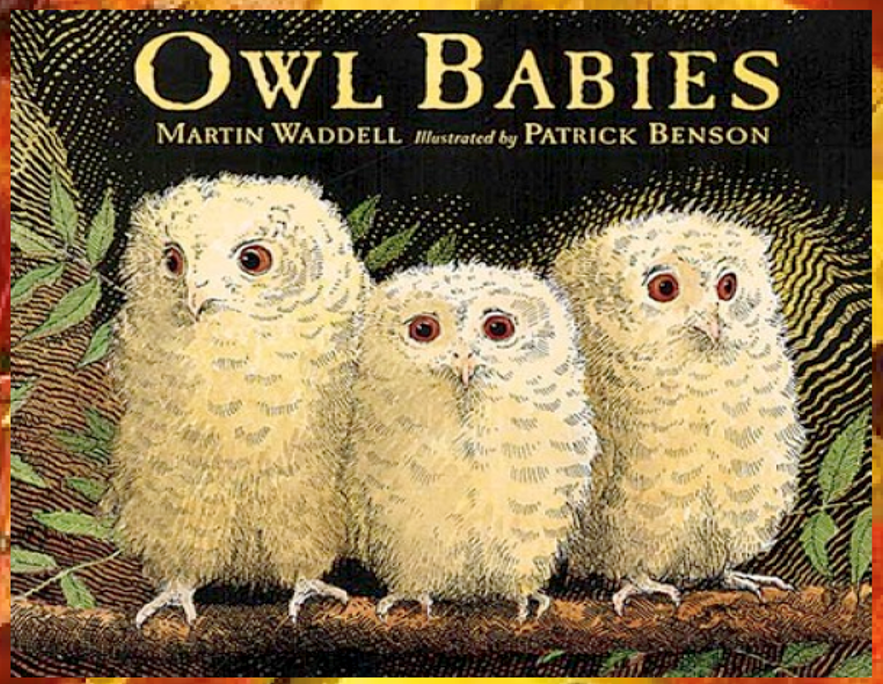 OWL BABIES
MARTIN WADDELL Illustrated by PATRICK BENSON